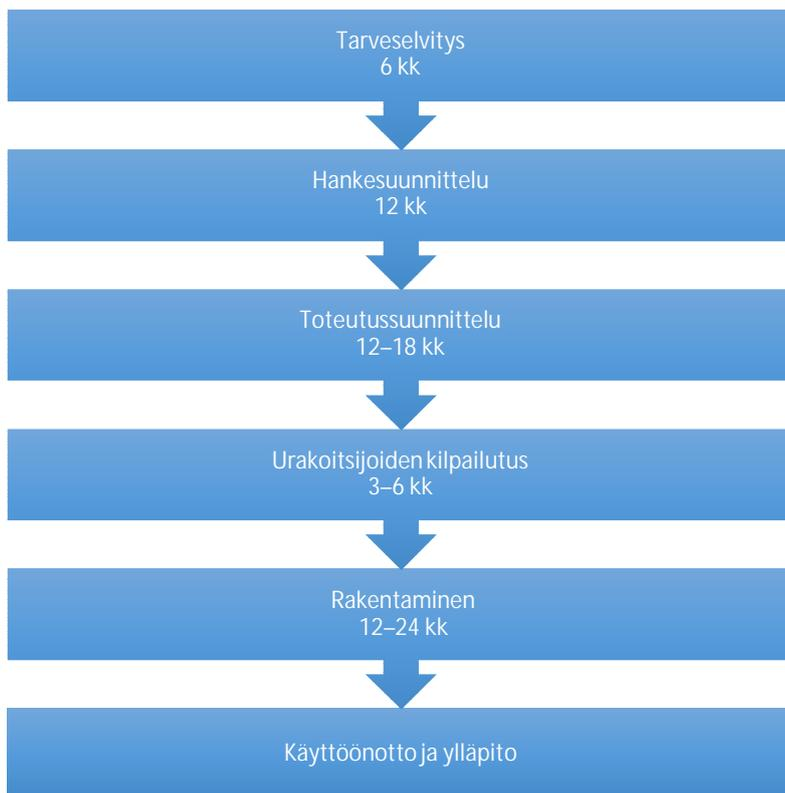 Tarveselvitys
6 kk
Hankesuunnittelu
12 kk
Toteutussuunnittelu
12–18 kk
Urakoitsijoiden kilpailutus
3–6 kk
Rakentaminen
12–24 kk
Käyttöönotto ja ylläpito